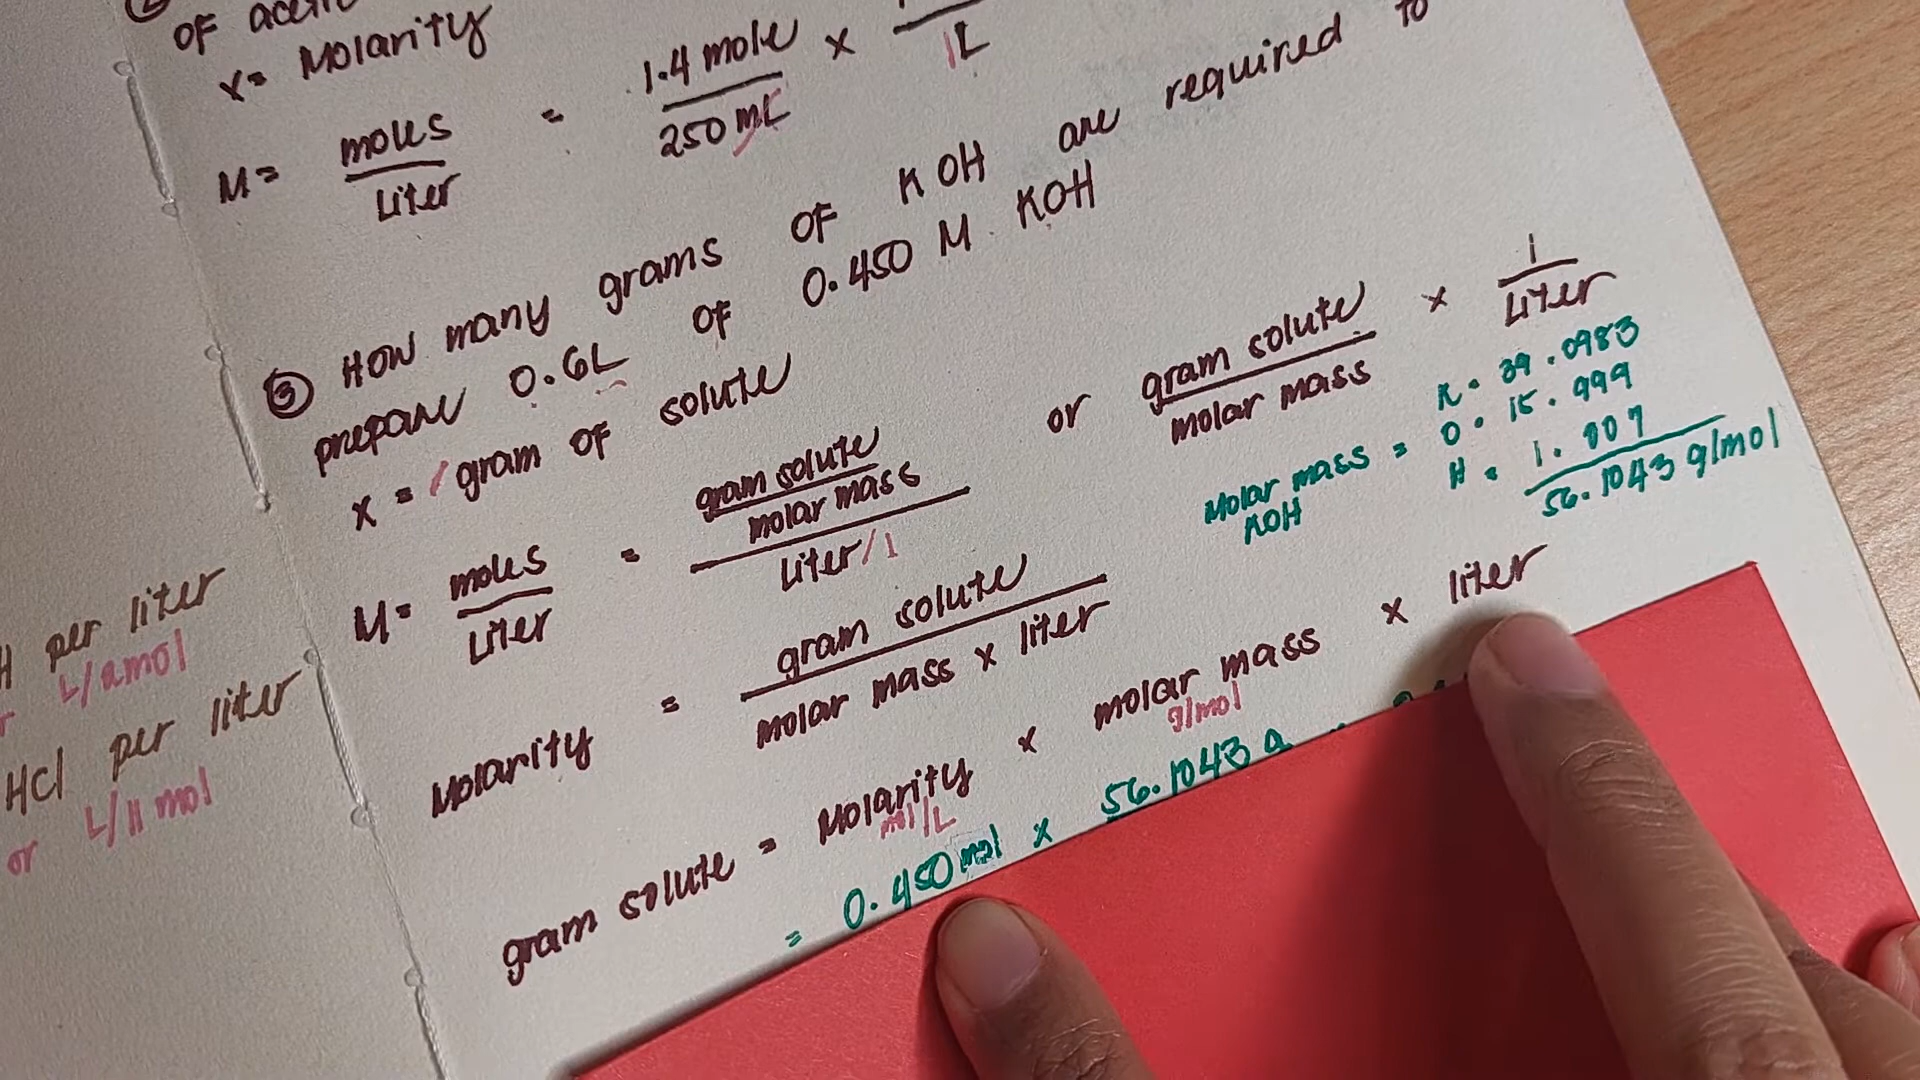 of
x= Molarity
M= moles / Liter = 1.4 mole / 250 mL x / 1L
③ How many grams of KOH are required to
prepare 0.6L of 0.450 M KOH
x = 1 gram of solute
M= moles / Liter = gram solute / molar mass / Liter/1 or gram solute / molar mass x 1 / Liter
Molar mass KOH = K = 39.0983
O = 15.999
H = 1.007
56.1043 g/mol
Molarity = gram solute / molar mass x liter
gram solute = Molarity x molar mass x liter
mol/L g/mol
= 0.450 mol x 56.1043 g
per liter
L/2mol
HCl per liter
or L/11 mol